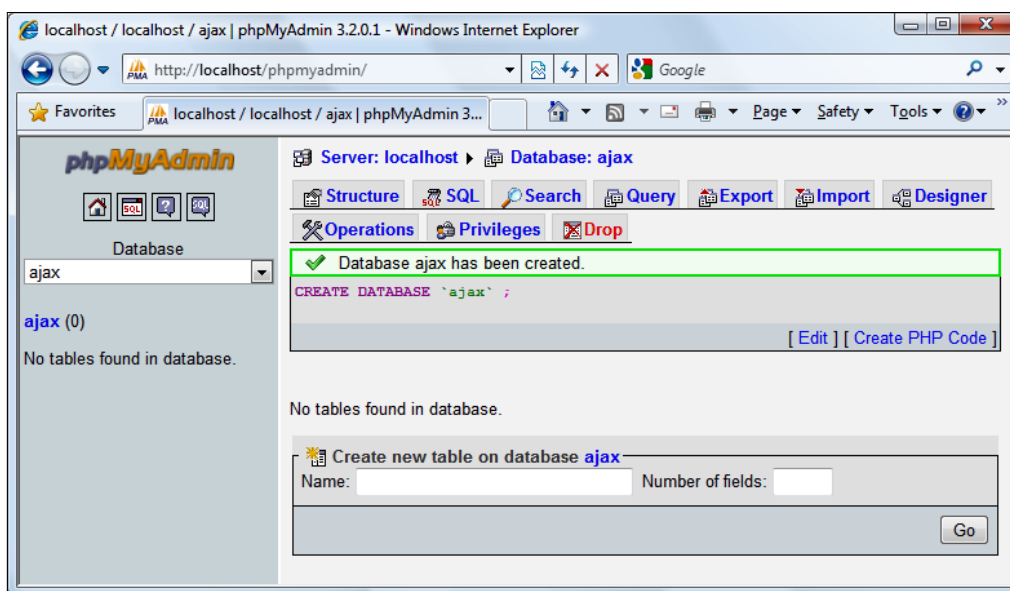 localhost / localhost / ajax | phpMyAdmin 3.2.0.1 - Windows Internet Explorer
PMA http://localhost/phpmyadmin/ Google
Favorites PMA localhost / localhost / ajax | phpMyAdmin 3... Page Safety Tools »
phpMyAdmin
SQL ? SQL
Database
ajax
ajax (0)
No tables found in database.
Server: localhost ▸ Database: ajax
Structure SQL Search Query Export Import Designer
Operations Privileges Drop
Database ajax has been created.
CREATE DATABASE `ajax` ;
[ Edit ] [ Create PHP Code ]
No tables found in database.
Create new table on database ajax
Name: Number of fields:
Go